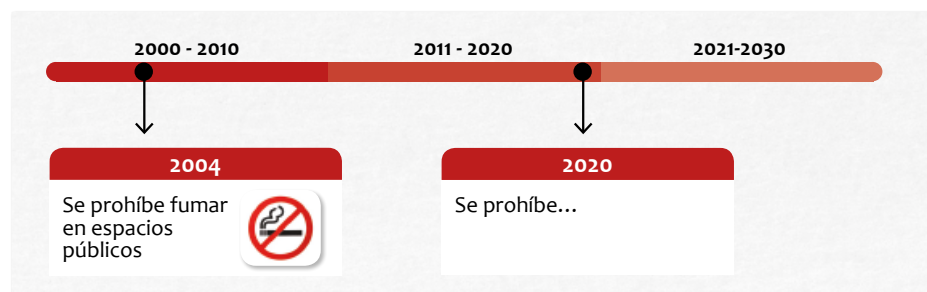 2000 - 2010
2011 - 2020
2021-2030
2004
Se prohíbe fumar
en espacios
públicos
2020
Se prohíbe...